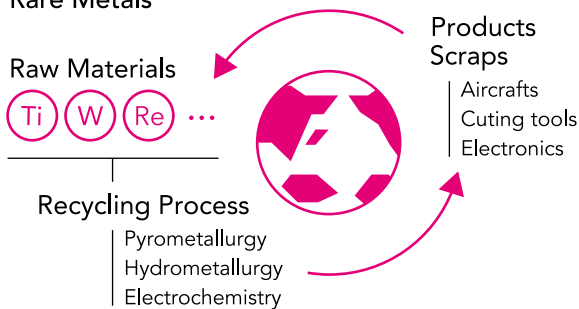 Rare Metals
Raw Materials
Ti W Re ...
Products
Scraps
Aircrafts
Cuting tools
Electronics
Recycling Process
Pyrometallurgy
Hydrometallurgy
Electrochemistry